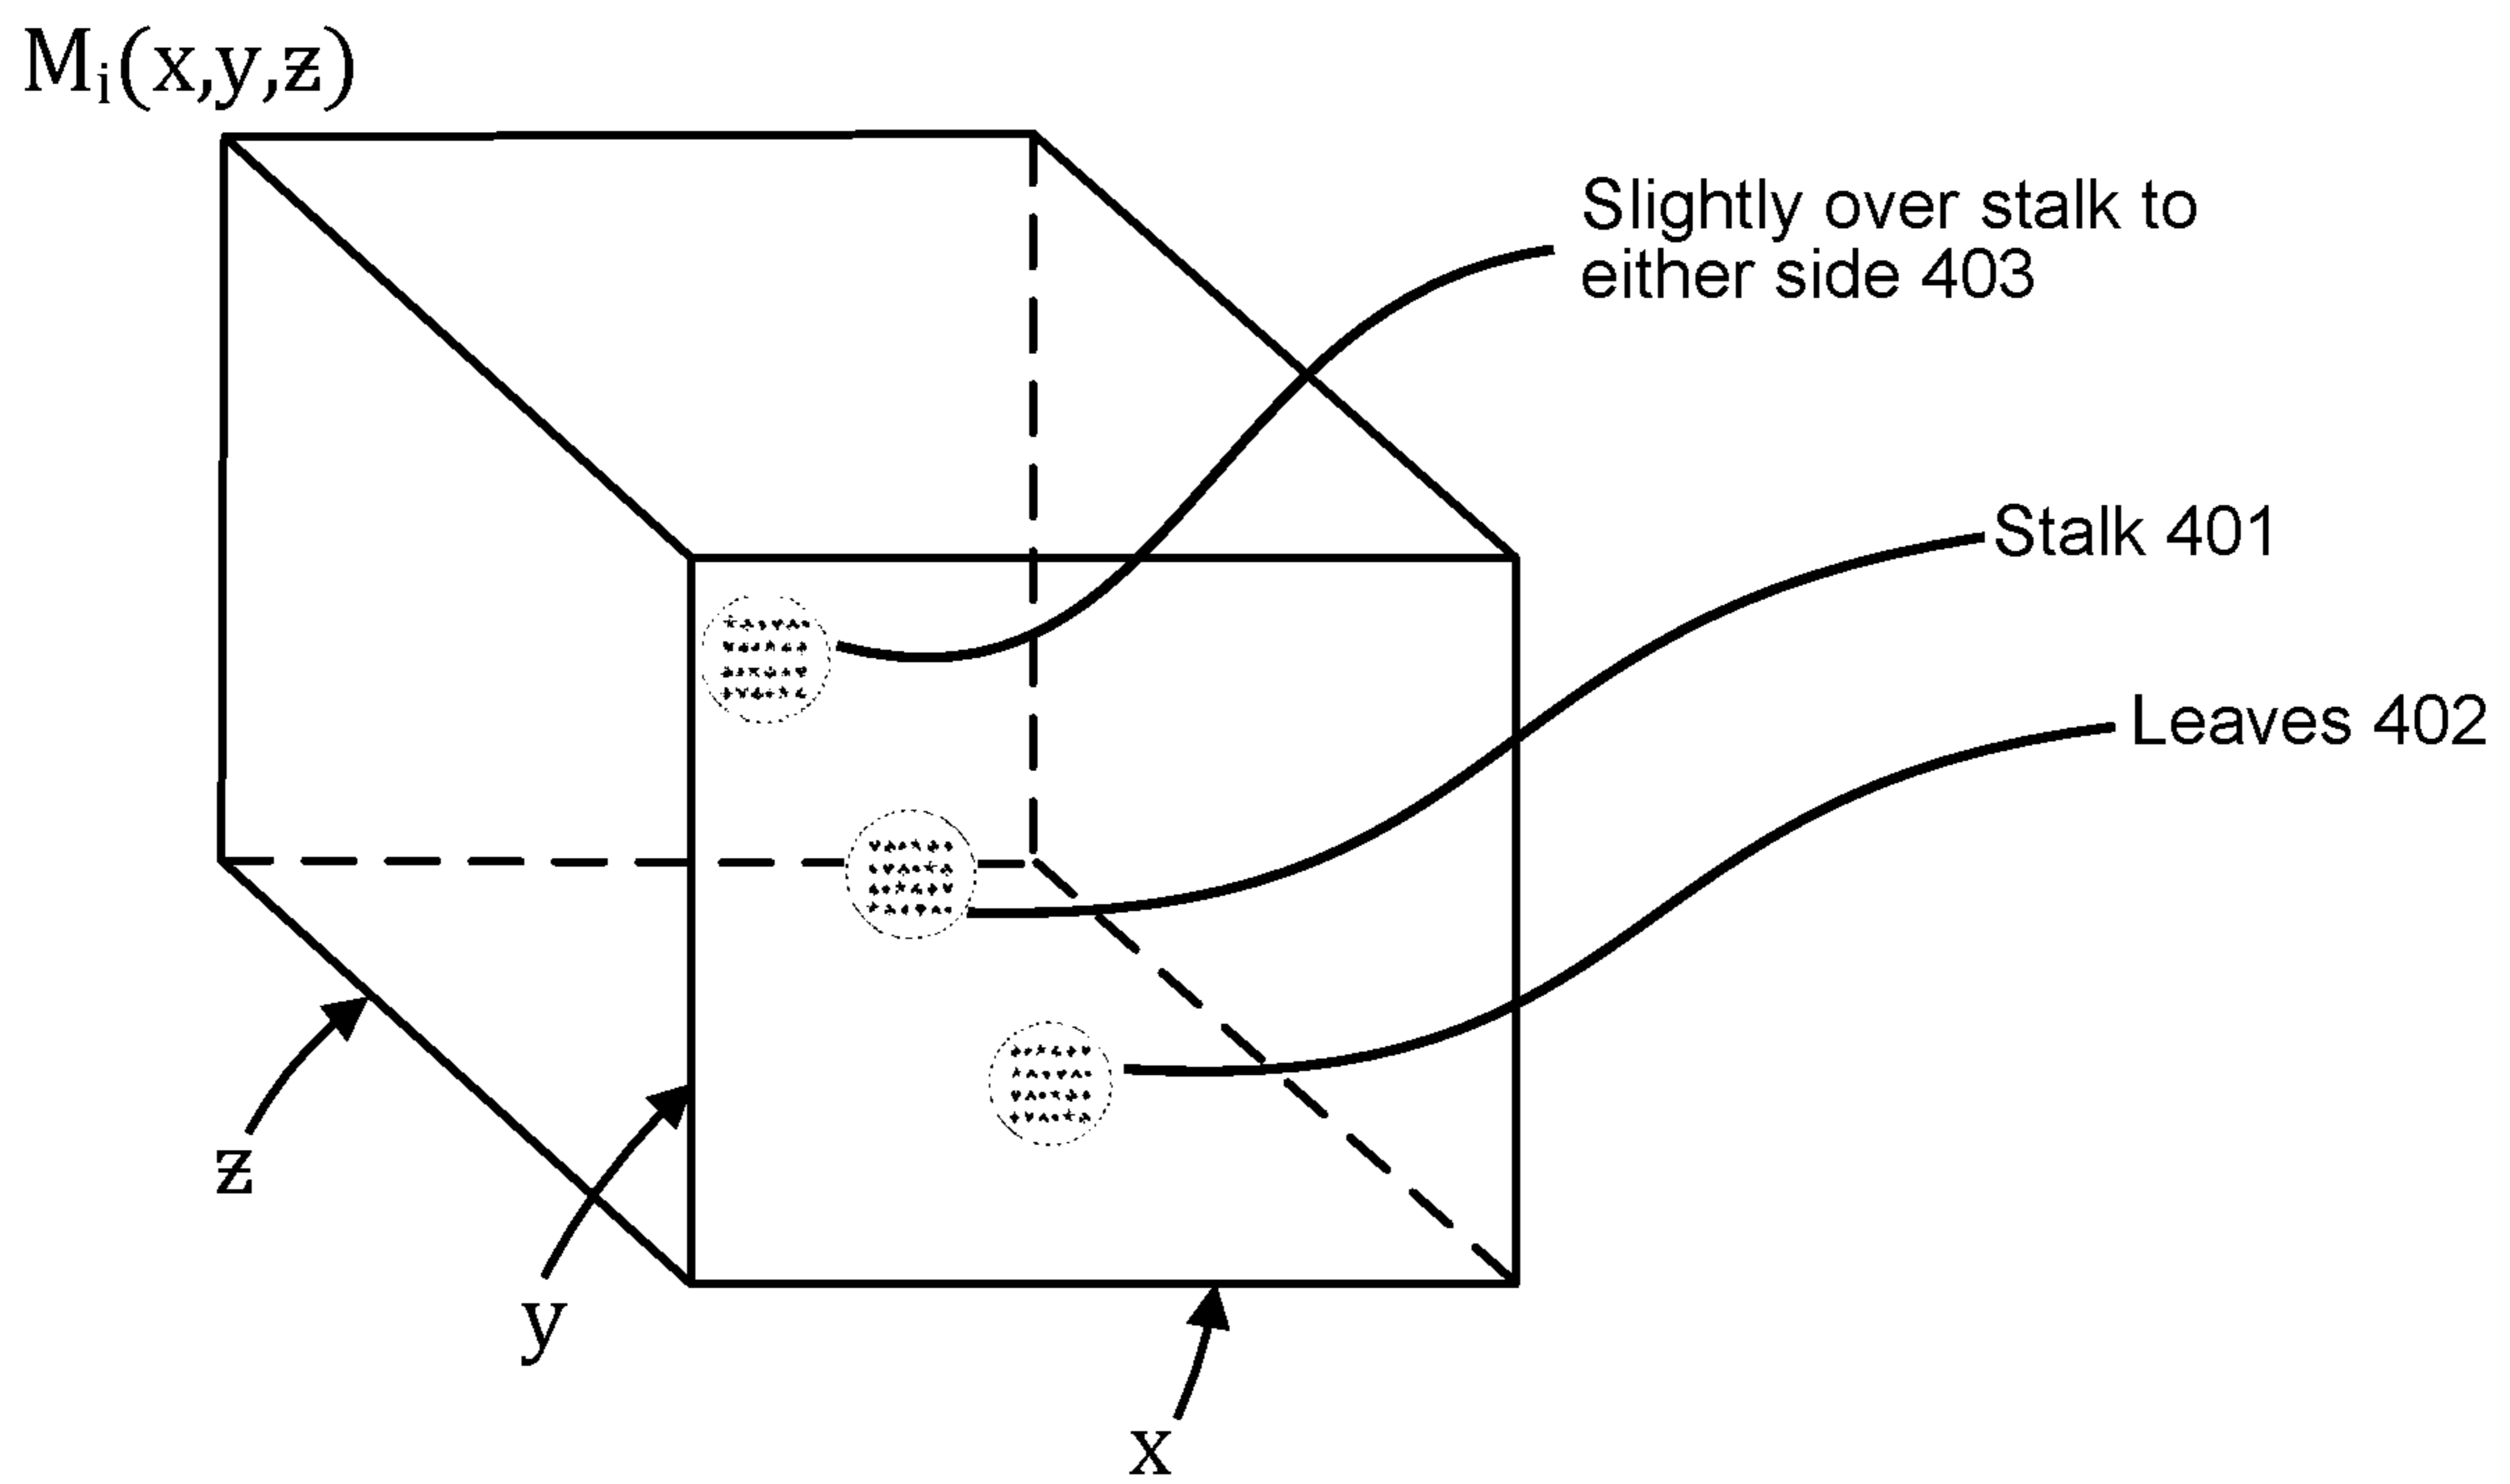 Mᵢ(x,y,z)
Slightly over stalk to
either side 403
Stalk 401
Leaves 402
z
y
x